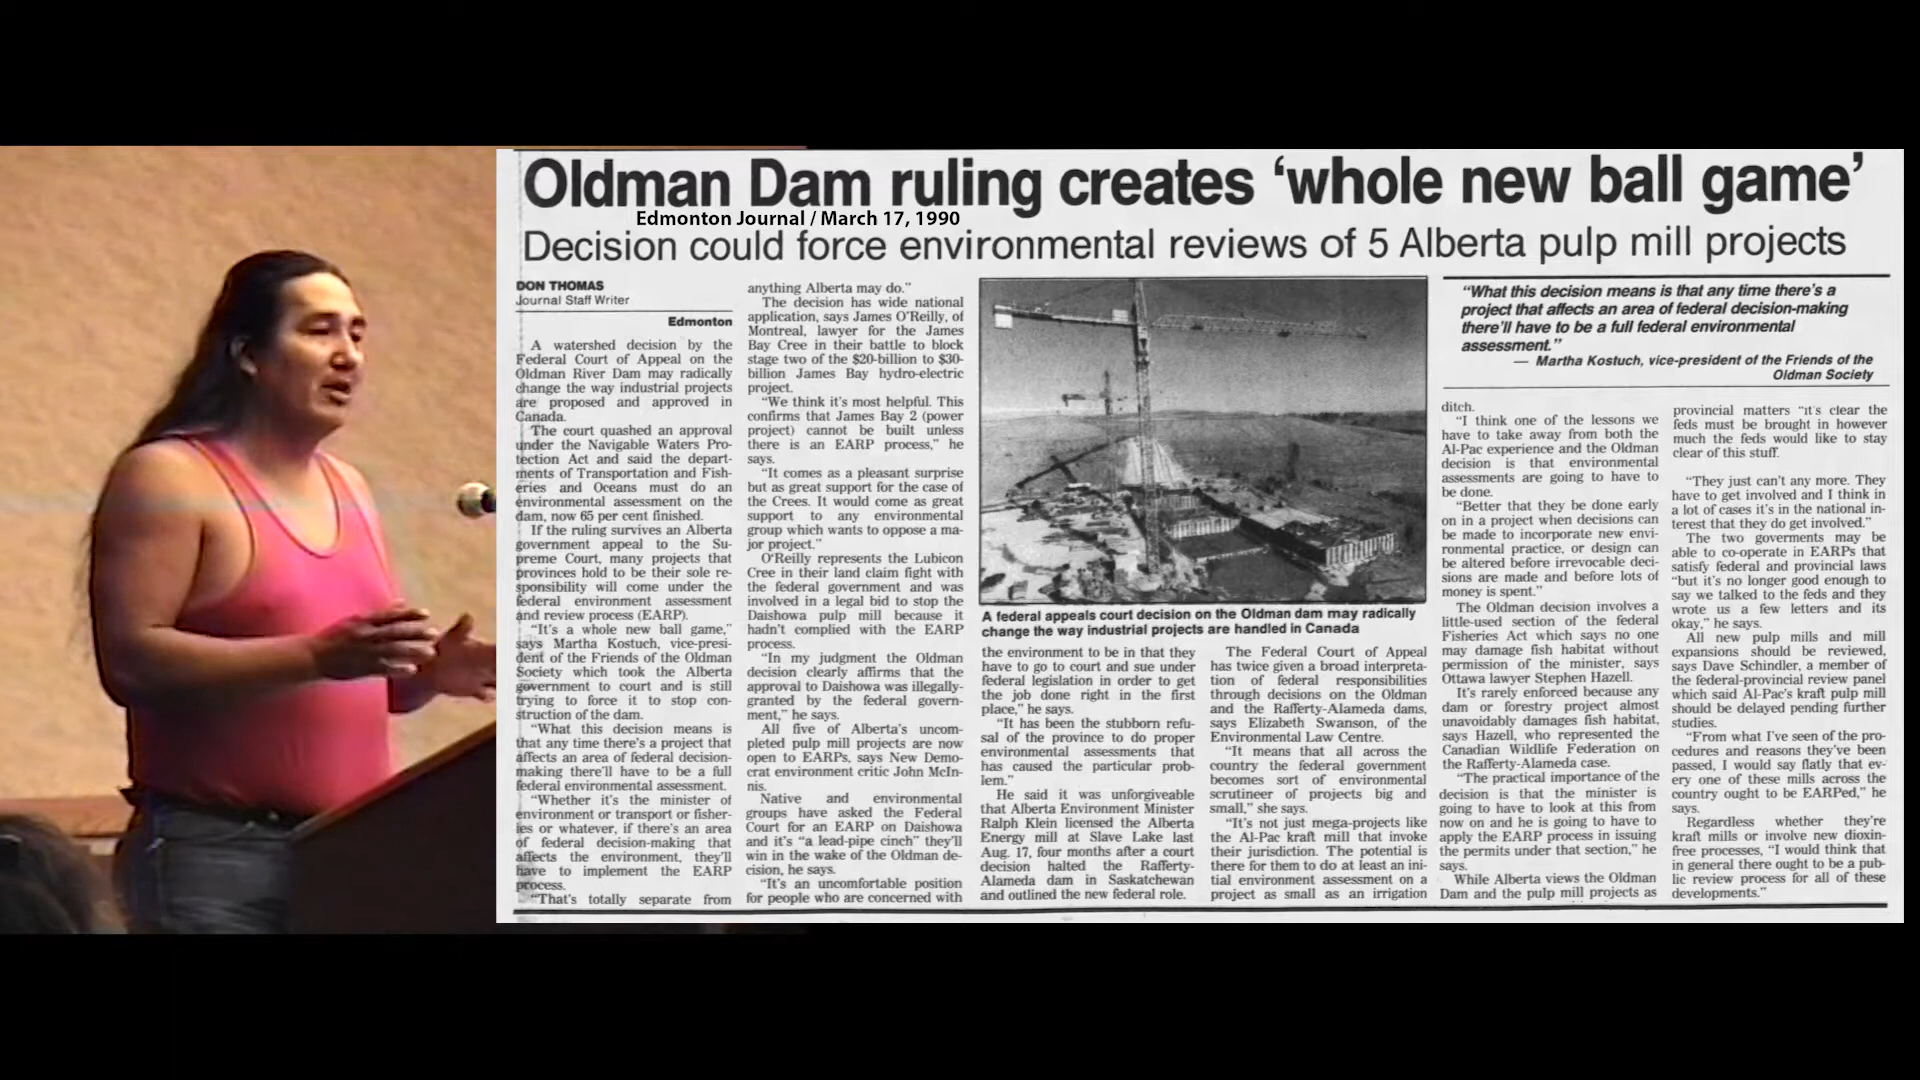 Oldman Dam ruling creates ‘whole new ball game’
Edmonton Journal / March 17, 1990
Decision could force environmental reviews of 5 Alberta pulp mill projects
DON THOMAS
Journal Staff Writer
Edmonton
A watershed decision by the
Federal Court of Appeal on the
Oldman River Dam may radically
change the way industrial projects
are proposed and approved in
Canada.
The court quashed an approval
under the Navigable Waters Pro-
tection Act and said the depart-
ments of Transportation and Fish-
eries and Oceans must do an
environmental assessment on the
dam, now 65 per cent finished.
If the ruling survives an Alberta
government appeal to the Su-
preme Court, many projects that
provinces hold to be their sole re-
sponsibility will come under the
federal environment assessment
and review process (EARP).
“It's a whole new ball game,”
says Martha Kostuch, vice-presi-
dent of the Friends of the Oldman
Society which took the Alberta
government to court and is still
trying to force it to stop con-
struction of the dam.
“What this decision means is
that any time there's a project that
affects an area of federal decision-
making there'll have to be a full
federal environmental assessment.
“Whether it's the minister of
environment or transport or fisher-
ies or whatever, if there's an area
of federal decision-making that
affects the environment, they'll
have to implement the EARP
process.
“That's totally separate from
anything Alberta may do.”
The decision has wide national
application, says James O'Reilly, of
Montreal, lawyer for the James
Bay Cree in their battle to block
stage two of the $20-billion to $30-
billion James Bay hydro-electric
project.
“We think it's most helpful. This
confirms that James Bay 2 (power
project) cannot be built unless
there is an EARP process,” he
says.
“It comes as a pleasant surprise
but as great support for the case of
the Crees. It would come as great
support to any environmental
group which wants to oppose a ma-
jor project.”
O'Reilly represents the Lubicon
Cree in their land claim fight with
the federal government and was
involved in a legal bid to stop the
Daishowa pulp mill because it
hadn't complied with the EARP
process.
“In my judgment the Oldman
decision clearly affirms that the
approval to Daishowa was illegally-
granted by the federal govern-
ment,” he says.
All five of Alberta's uncom-
pleted pulp mill projects are now
open to EARPs, says New Demo-
crat environment critic John McIn-
nis.
Native and environmental
groups have asked the Federal
Court for an EARP on Daishowa
and it's “a lead-pipe cinch” they'll
win in the wake of the Oldman de-
cision, he says.
“It's an uncomfortable position
for people who are concerned with
A federal appeals court decision on the Oldman dam may radically
change the way industrial projects are handled in Canada
the environment to be in that they
have to go to court and sue under
federal legislation in order to get
the job done right in the first
place,” he says.
“It has been the stubborn refu-
sal of the province to do proper
environmental assessments that
has caused the particular prob-
lem.”
He said it was unforgiveable
that Alberta Environment Minister
Ralph Klein licensed the Alberta
Energy mill at Slave Lake last
Aug. 17, four months after a court
decision halted the Rafferty-
Alameda dam in Saskatchewan
and outlined the new federal role.
The Federal Court of Appeal
has twice given a broad interpreta-
tion of federal responsibilities
through decisions on the Oldman
and the Rafferty-Alameda dams,
says Elizabeth Swanson, of the
Environmental Law Centre.
“It means that all across the
country the federal government
becomes sort of environmental
scrutineer of projects big and
small,” she says.
“It's not just mega-projects like
the Al-Pac kraft mill that invoke
their jurisdiction. The potential is
there for them to do at least an ini-
tial environment assessment on a
project as small as an irrigation
“What this decision means is that any time there's a
project that affects an area of federal decision-making
there'll have to be a full federal environmental
assessment.”
— Martha Kostuch, vice-president of the Friends of the
Oldman Society
ditch.
“I think one of the lessons we
have to take away from both the
Al-Pac experience and the Oldman
decision is that environmental
assessments are going to have to
be done.
“Better that they be done early
on in a project when decisions can
be made to incorporate new envi-
ronmental practice, or design can
be altered before irrevocable deci-
sions are made and before lots of
money is spent.”
The Oldman decision involves a
little-used section of the federal
Fisheries Act which says no one
may damage fish habitat without
permission of the minister, says
Ottawa lawyer Stephen Hazell.
It's rarely enforced because any
dam or forestry project almost
unavoidably damages fish habitat,
says Hazell, who represented the
Canadian Wildlife Federation on
the Rafferty-Alameda case.
“The practical importance of the
decision is that the minister is
going to have to look at this from
now on and he is going to have to
apply the EARP process in issuing
the permits under that section,” he
says.
While Alberta views the Oldman
Dam and the pulp mill projects as
provincial matters “it's clear the
feds must be brought in however
much the feds would like to stay
clear of this stuff.
“They just can't any more. They
have to get involved and I think in
a lot of cases it's in the national in-
terest that they do get involved.”
The two goverments may be
able to co-operate in EARPs that
satisfy federal and provincial laws
“but it's no longer good enough to
say we talked to the feds and they
wrote us a few letters and its
okay,” he says.
All new pulp mills and mill
expansions should be reviewed,
says Dave Schindler, a member of
the federal-provincial review panel
which said Al-Pac's kraft pulp mill
should be delayed pending further
studies.
“From what I've seen of the pro-
cedures and reasons they've been
passed, I would say flatly that ev-
ery one of these mills across the
country ought to be EARPed,” he
says.
Regardless whether they're
kraft mills or involve new dioxin-
free processes, “I would think that
in general there ought to be a pub-
lic review process for all of these
developments.”